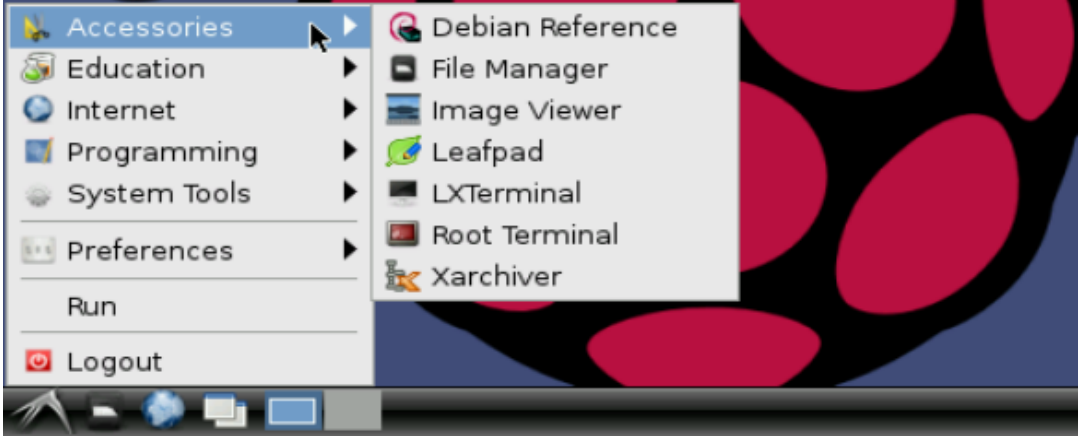 Accessories
Education
Internet
Programming
System Tools
Preferences
Run
Logout
Debian Reference
File Manager
Image Viewer
Leafpad
LXTerminal
Root Terminal
Xarchiver